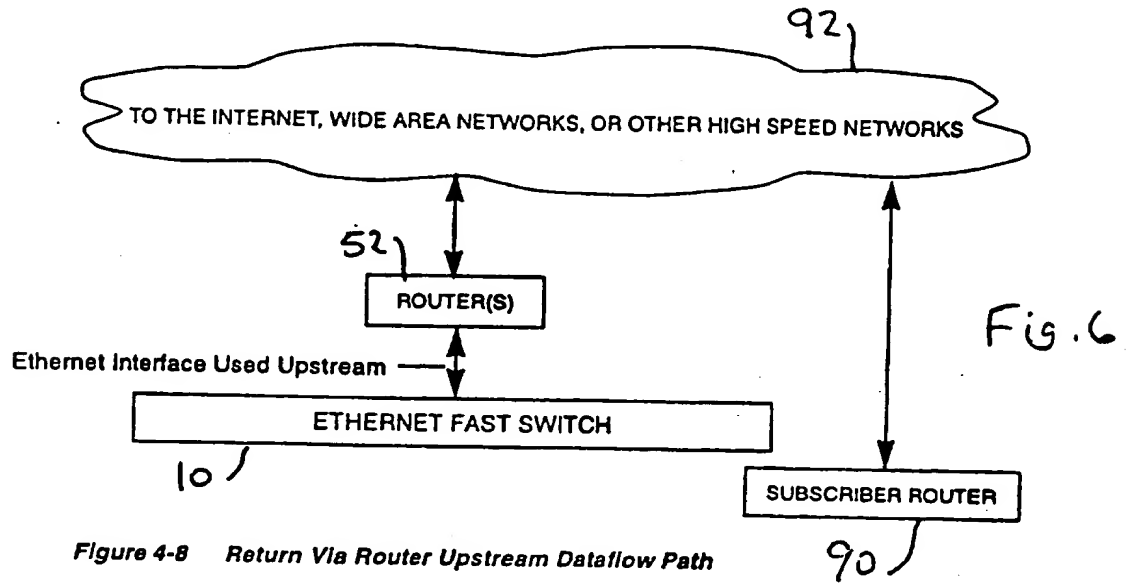 92
TO THE INTERNET, WIDE AREA NETWORKS, OR OTHER HIGH SPEED NETWORKS
52
ROUTER(S)
Fig. 6
Ethernet Interface Used Upstream
ETHERNET FAST SWITCH
10
SUBSCRIBER ROUTER
90
Figure 4-8 Return Via Router Upstream Dataflow Path